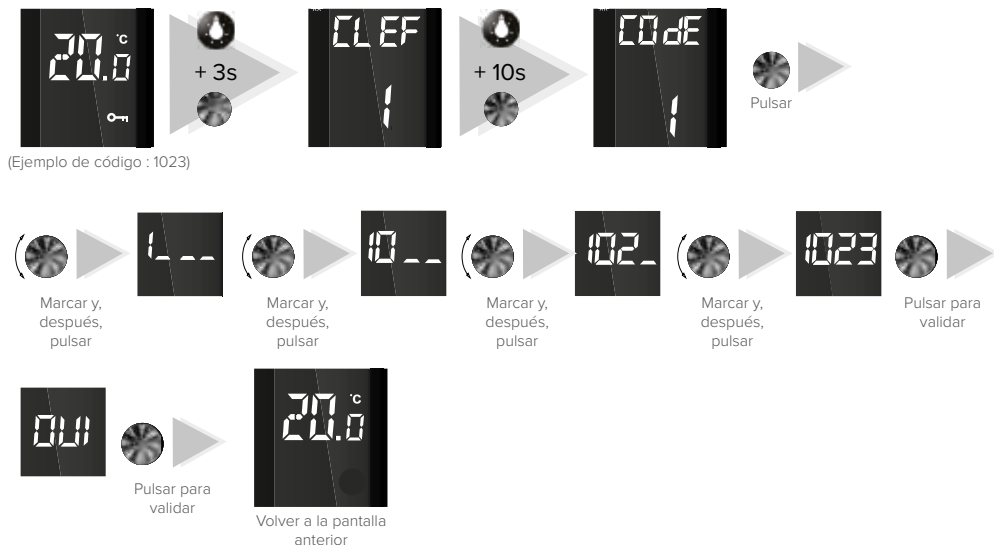 20.0 °C
+ 3s
CLEF
1
+ 10s
COdE
1
Pulsar
(Ejemplo de código : 1023)
1_ _ _
10_ _
102_
1023
Marcar y,
después,
pulsar
Marcar y,
después,
pulsar
Marcar y,
después,
pulsar
Marcar y,
después,
pulsar
Pulsar para
validar
OUI
Pulsar para
validar
20.0 °C
Volver a la pantalla
anterior